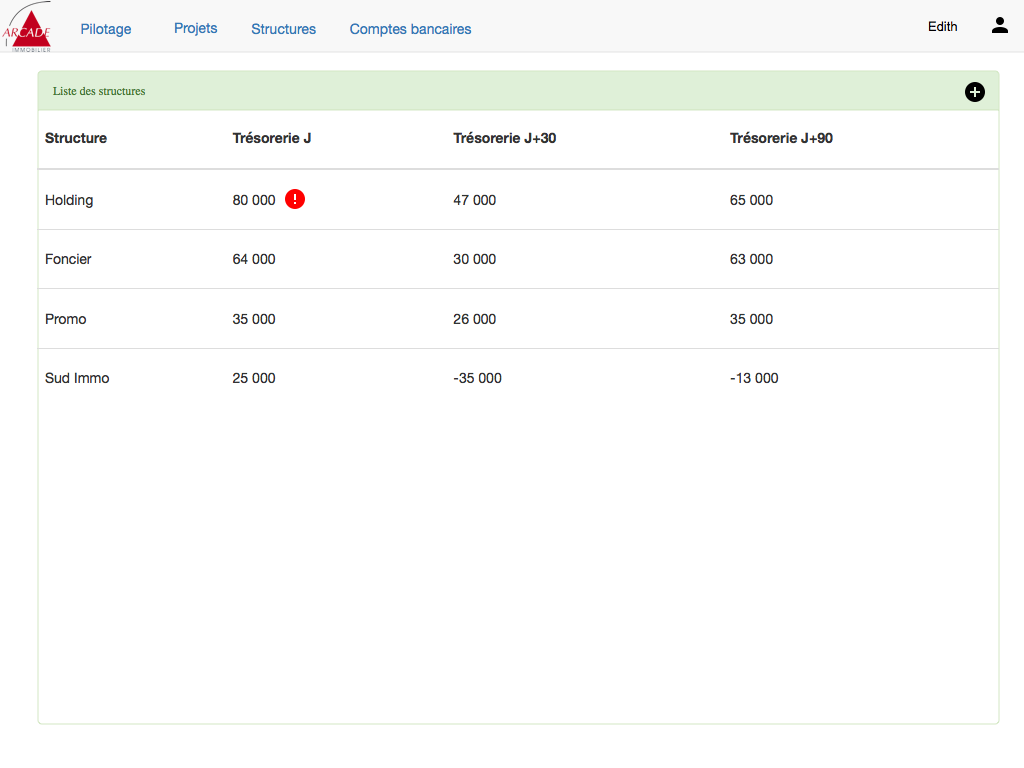 ARCADE
IMMOBILIER
Pilotage
Projets
Structures
Comptes bancaires
Edith
Liste des structures
Structure Trésorerie J Trésorerie J+30 Trésorerie J+90
Holding 80 000 ! 47 000 65 000
Foncier 64 000 30 000 63 000
Promo 35 000 26 000 35 000
Sud Immo 25 000 -35 000 -13 000